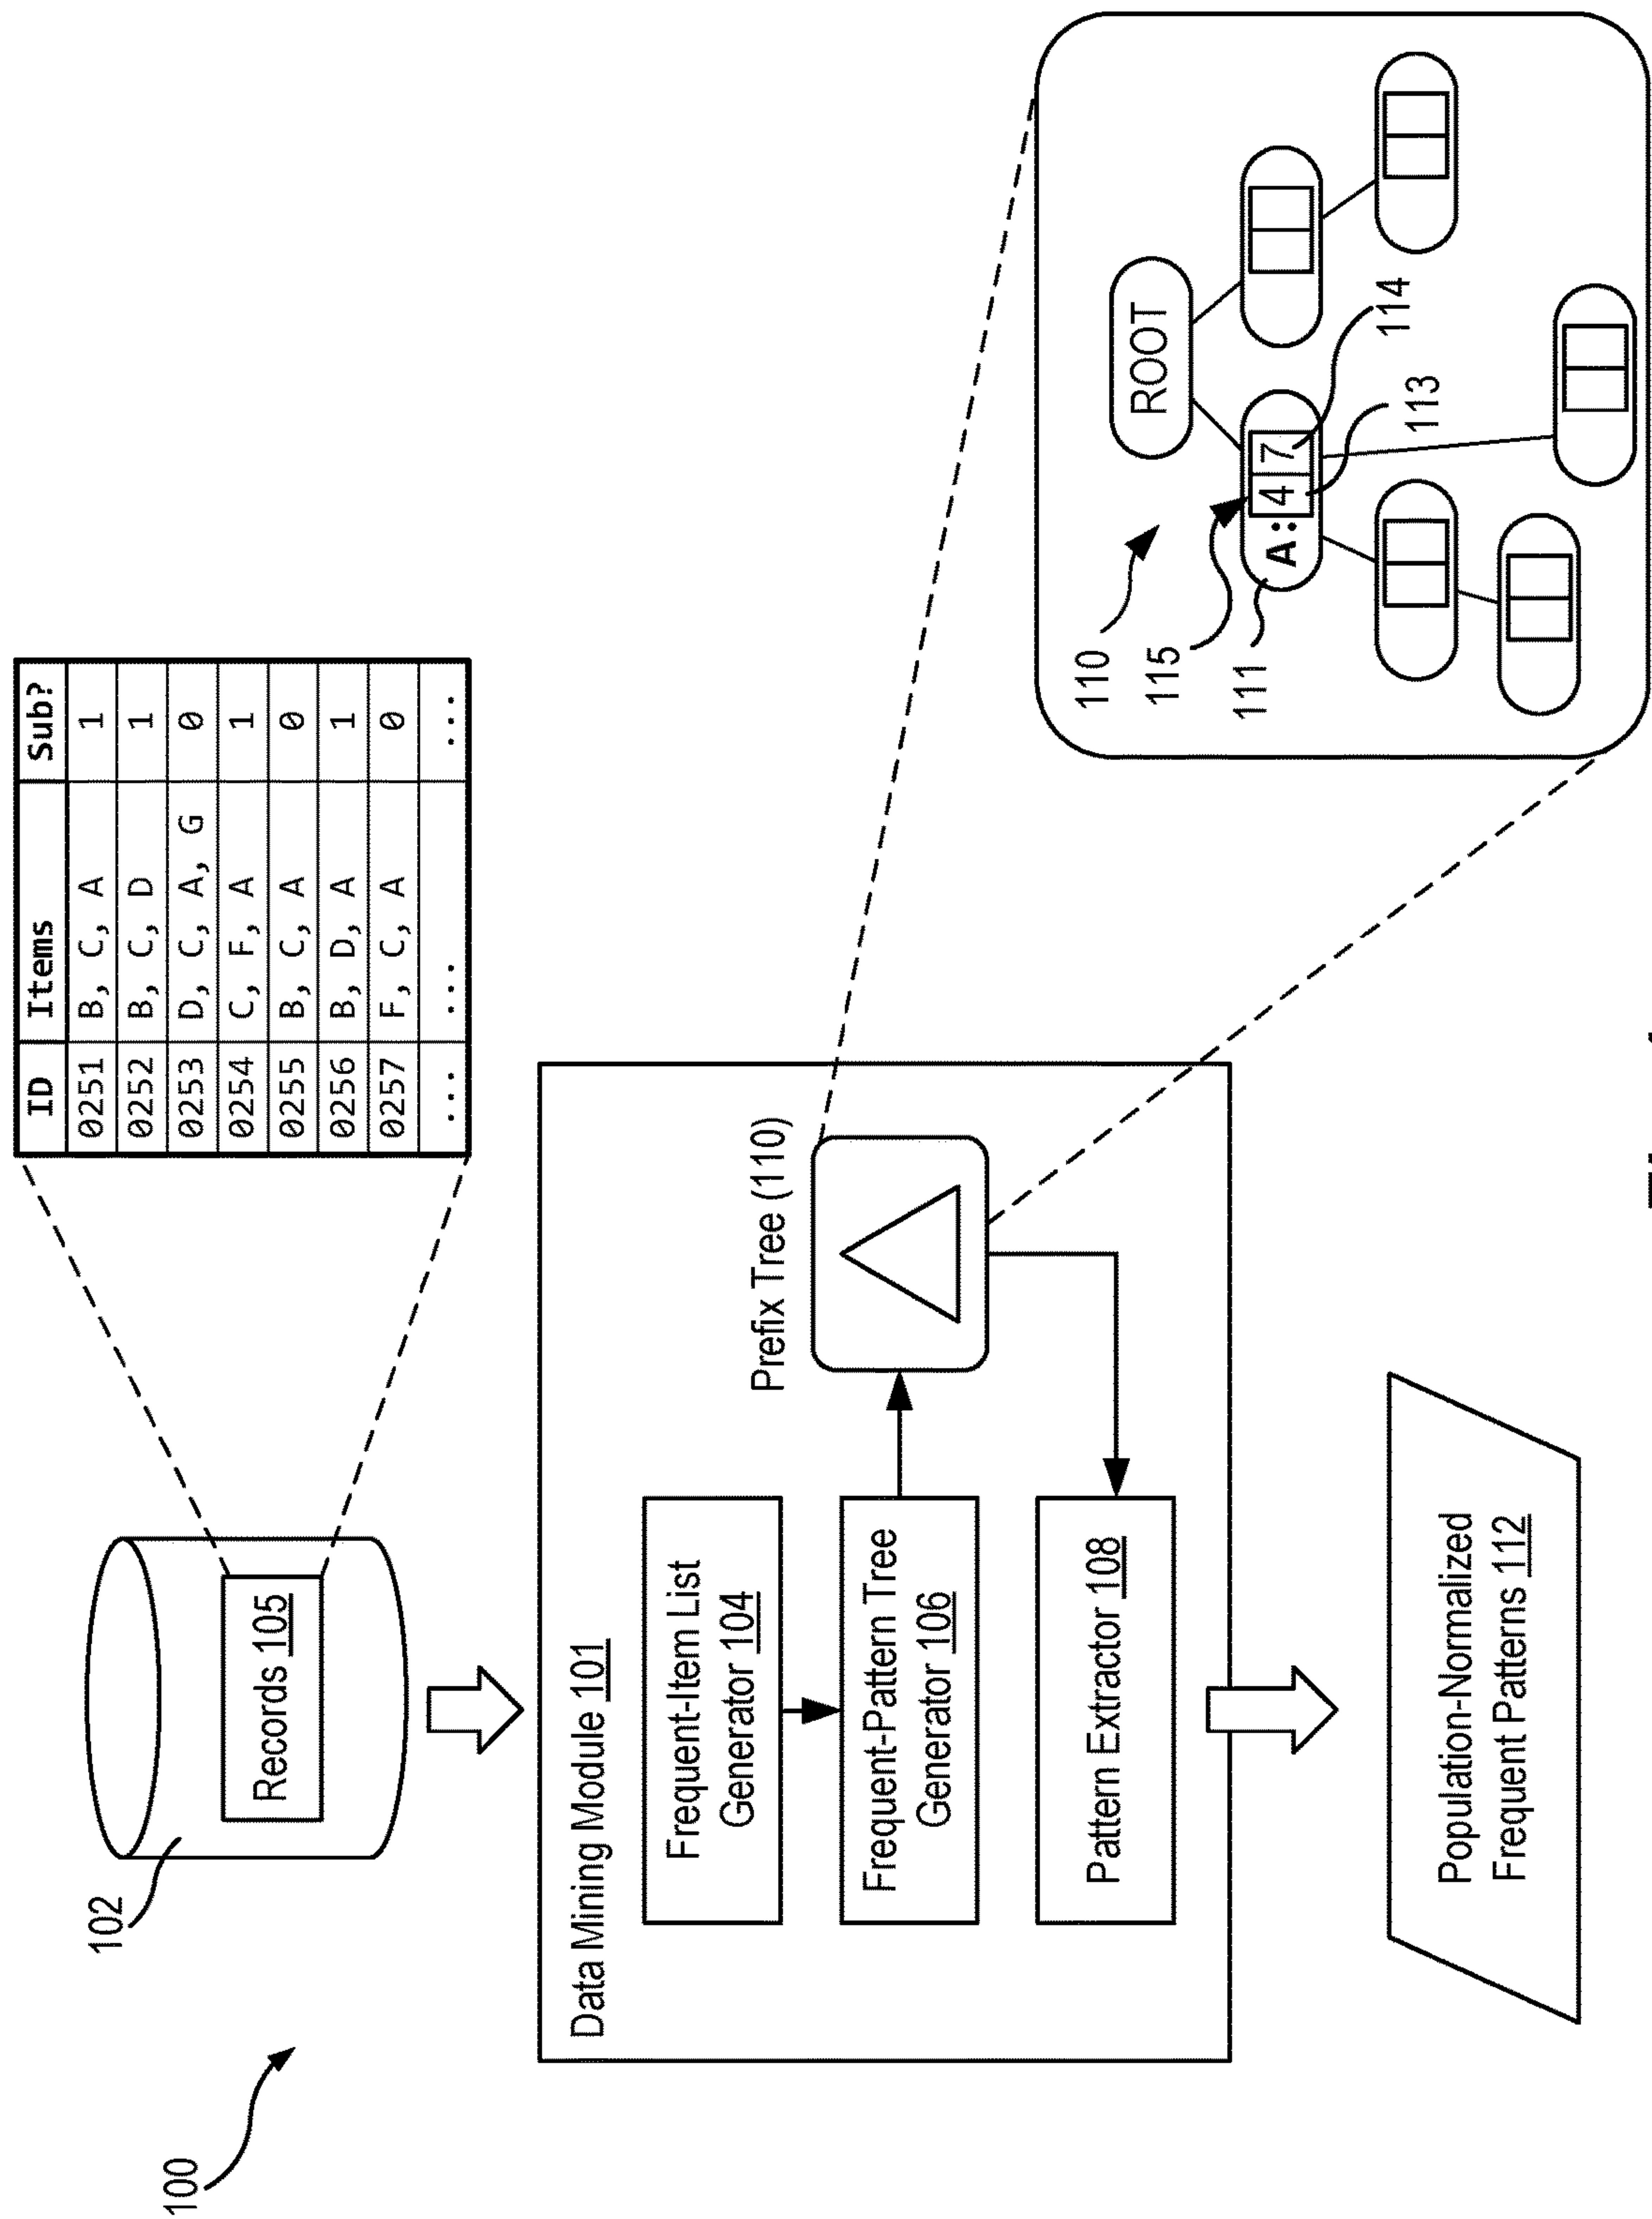 100
102
Records 105
ID Items Sub?
0251 B, C, A 1
0252 B, C, D 1
0253 D, C, A, G 0
0254 C, F, A 1
0255 B, C, A 0
0256 B, D, A 1
0257 F, C, A 0
... ... ...
Data Mining Module 101
Frequent-Item List
Generator 104
Frequent-Pattern Tree
Generator 106
Prefix Tree (110)
Pattern Extractor 108
Population-Normalized
Frequent Patterns 112
110
115
111
ROOT
A: 4 7
114
113